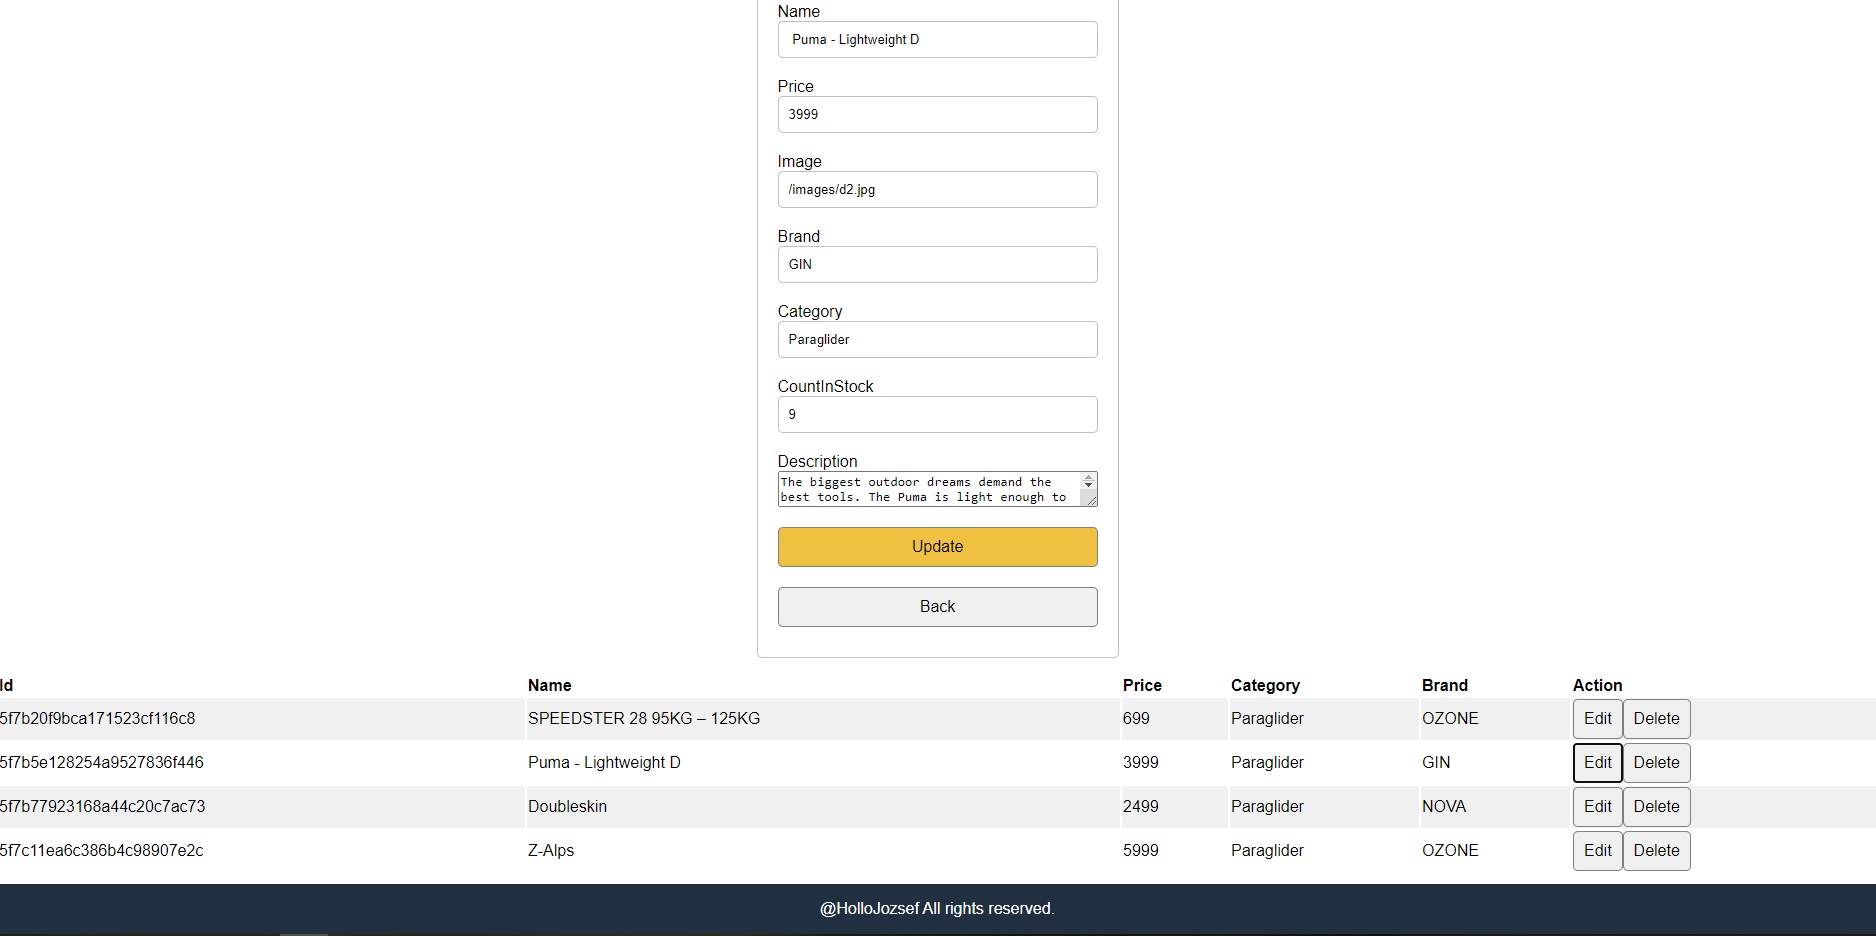 Name
Puma - Lightweight D
Price
3999
Image
/images/d2.jpg
Brand
GIN
Category
Paraglider
CountInStock
9
Description
The biggest outdoor dreams demand the
best tools. The Puma is light enough to
Update
Back
Id Name Price Category Brand Action
5f7b20f9bca171523cf116c8 SPEEDSTER 28 95KG – 125KG 699 Paraglider OZONE Edit Delete
5f7b5e128254a9527836f446 Puma - Lightweight D 3999 Paraglider GIN Edit Delete
5f7b77923168a44c20c7ac73 Doubleskin 2499 Paraglider NOVA Edit Delete
5f7c11ea6c386b4c98907e2c Z-Alps 5999 Paraglider OZONE Edit Delete
@HolloJozsef All rights reserved.